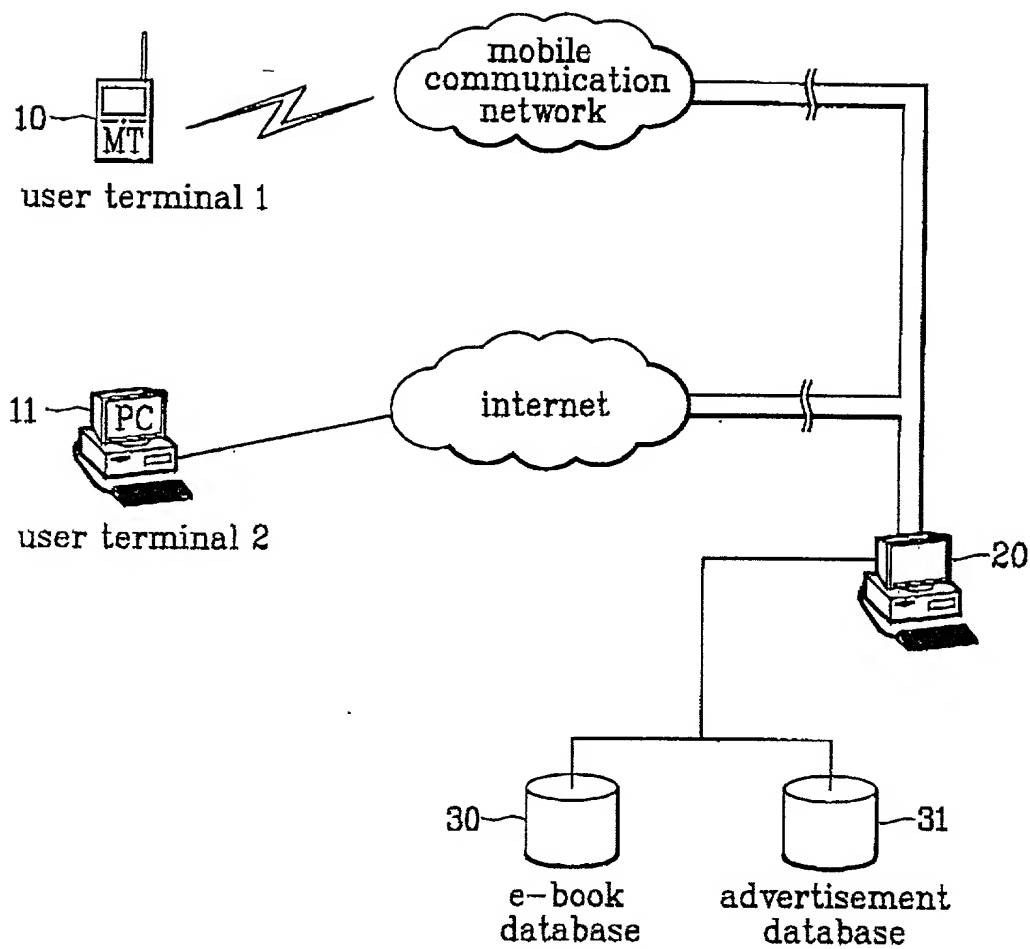 mobile
communication
network
10
MT
user terminal 1
11
PC
internet
user terminal 2
20
30
31
e-book
database
advertisement
database